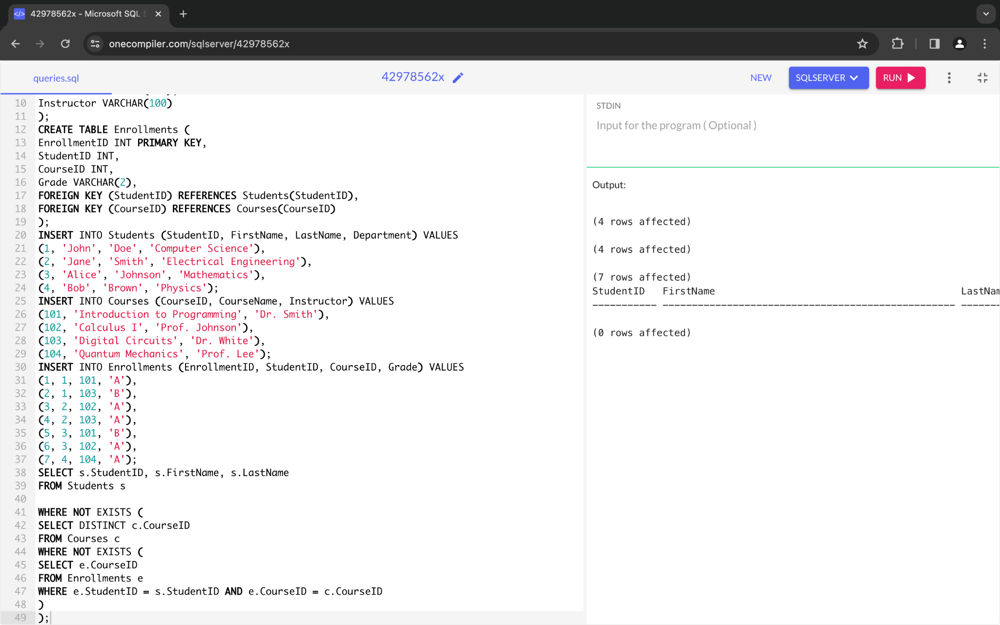 42978562x - Microsoft SQL S
onecompiler.com/sqlserver/42978562x
queries.sql
42978562x
NEW
SQLSERVER
RUN
10 Instructor VARCHAR(100)
11 );
12 CREATE TABLE Enrollments (
13 EnrollmentID INT PRIMARY KEY,
14 StudentID INT,
15 CourseID INT,
16 Grade VARCHAR(2),
17 FOREIGN KEY (StudentID) REFERENCES Students(StudentID),
18 FOREIGN KEY (CourseID) REFERENCES Courses(CourseID)
19 );
20 INSERT INTO Students (StudentID, FirstName, LastName, Department) VALUES
21 (1, 'John', 'Doe', 'Computer Science'),
22 (2, 'Jane', 'Smith', 'Electrical Engineering'),
23 (3, 'Alice', 'Johnson', 'Mathematics'),
24 (4, 'Bob', 'Brown', 'Physics');
25 INSERT INTO Courses (CourseID, CourseName, Instructor) VALUES
26 (101, 'Introduction to Programming', 'Dr. Smith'),
27 (102, 'Calculus I', 'Prof. Johnson'),
28 (103, 'Digital Circuits', 'Dr. White'),
29 (104, 'Quantum Mechanics', 'Prof. Lee');
30 INSERT INTO Enrollments (EnrollmentID, StudentID, CourseID, Grade) VALUES
31 (1, 1, 101, 'A'),
32 (2, 1, 103, 'B'),
33 (3, 2, 102, 'A'),
34 (4, 2, 103, 'A'),
35 (5, 3, 101, 'B'),
36 (6, 3, 102, 'A'),
37 (7, 4, 104, 'A');
38 SELECT s.StudentID, s.FirstName, s.LastName
39 FROM Students s
40
41 WHERE NOT EXISTS (
42 SELECT DISTINCT c.CourseID
43 FROM Courses c
44 WHERE NOT EXISTS (
45 SELECT e.CourseID
46 FROM Enrollments e
47 WHERE e.StudentID = s.StudentID AND e.CourseID = c.CourseID
48 )
49 );
STDIN
Input for the program ( Optional )
Output:
(4 rows affected)
(4 rows affected)
(7 rows affected)
StudentID FirstName LastNam
----------- -------------------------------------------------- -------
(0 rows affected)